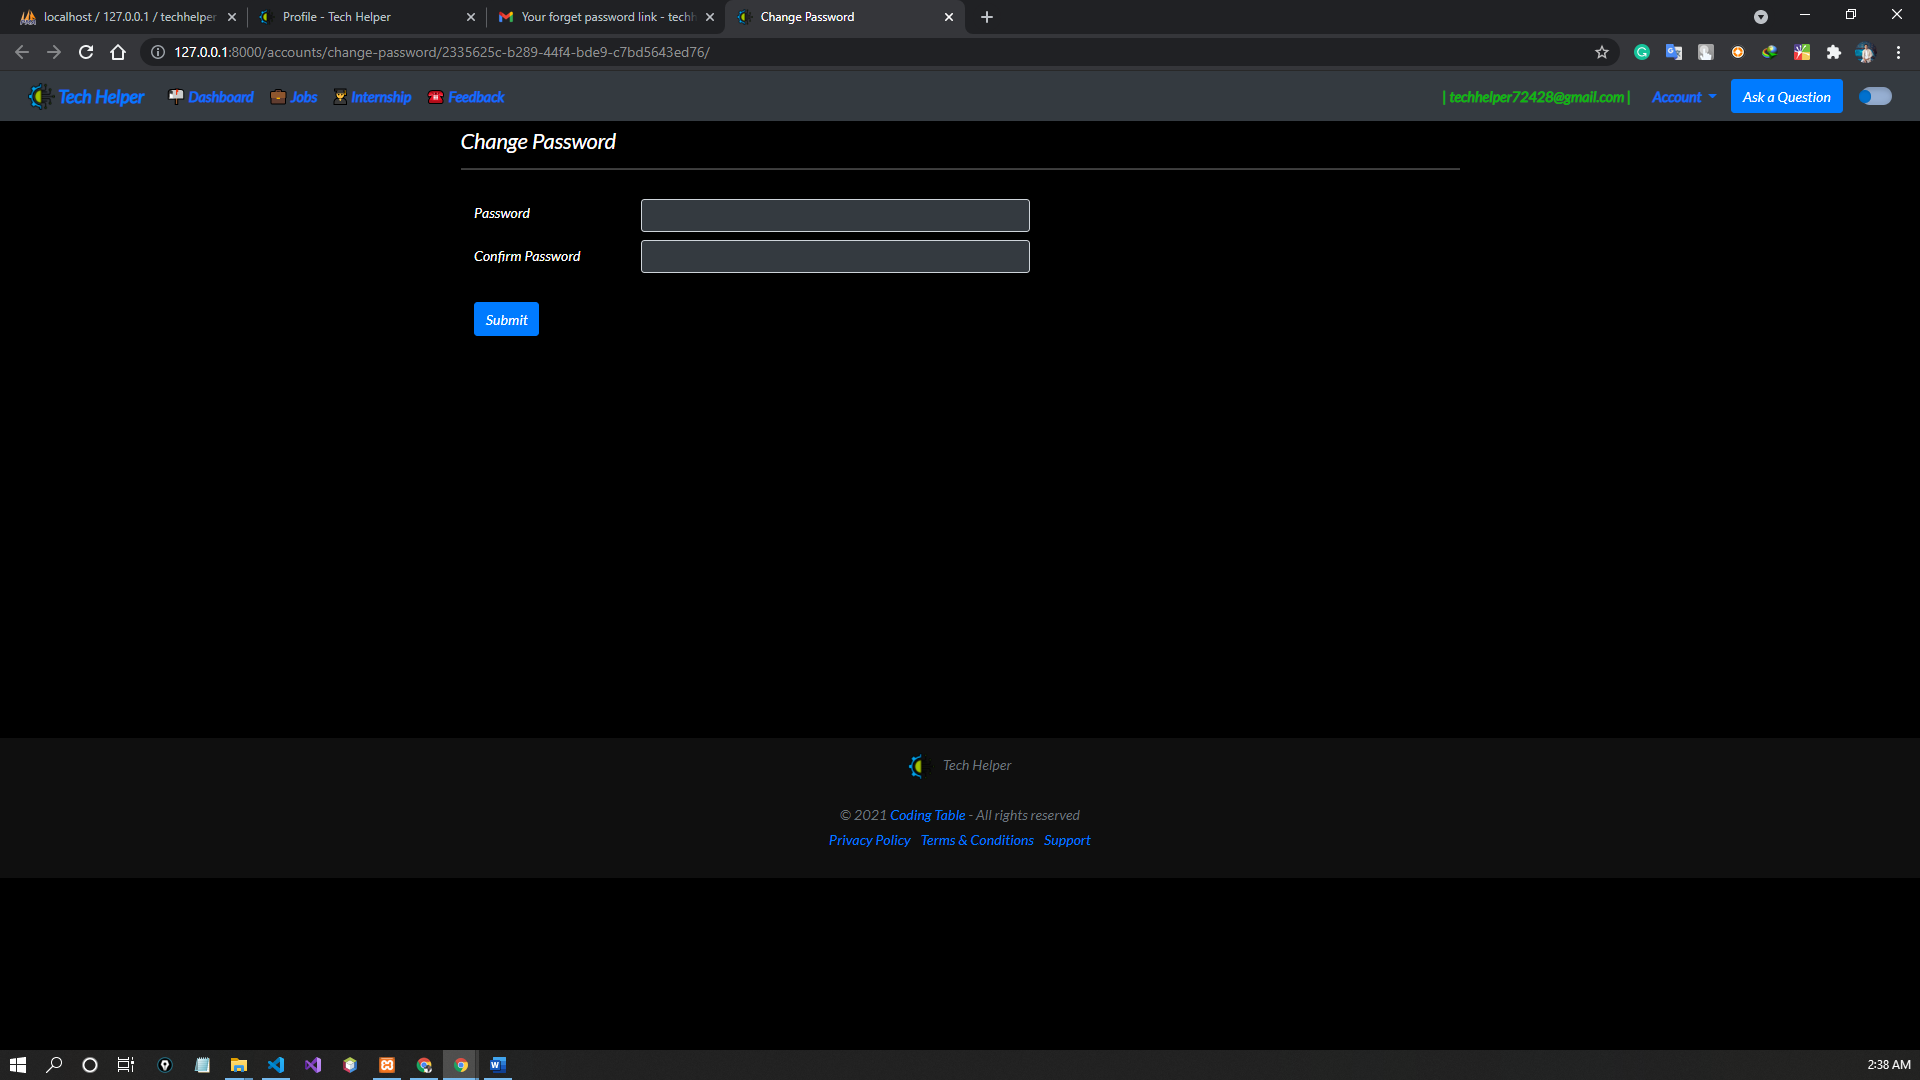 localhost / 127.0.0.1 / techhelper
Profile - Tech Helper
Your forget password link - techh
Change Password
127.0.0.1:8000/accounts/change-password/2335625c-b289-44f4-bde9-c7bd5643ed76/
Tech Helper
Dashboard
Jobs
Internship
Feedback
| techhelper72428@gmail.com |
Account
Ask a Question
Change Password
Password
Confirm Password
Submit
Tech Helper
© 2021 Coding Table - All rights reserved
Privacy Policy Terms & Conditions Support
2:38 AM